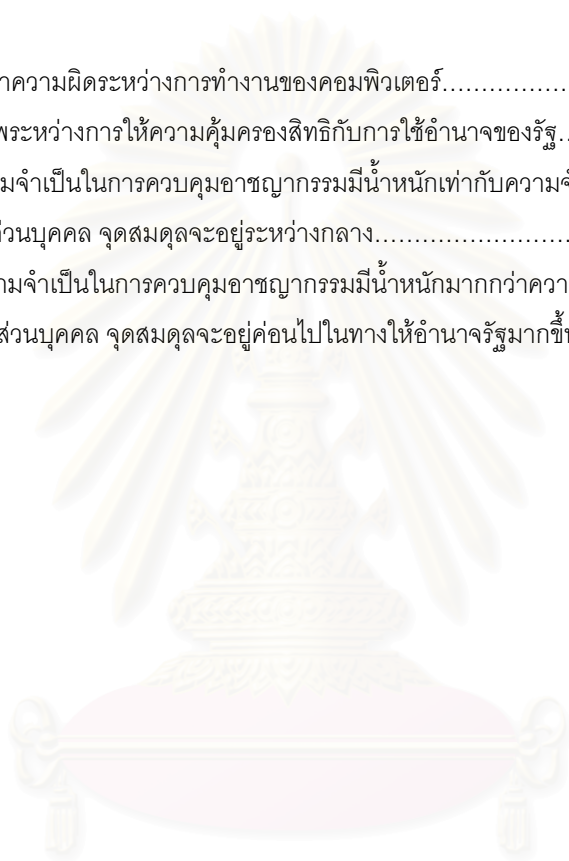 าความผิดระหว่างการทำงานของคอมพิวเตอร์………………
พระหว่างการให้ความคุ้มครองสิทธิกับการใช้อำนาจของรัฐ..
มจำเป็นในการควบคุมอาชญากรรมมีน้ำหนักเท่ากับความจํ
ส่วนบุคคล จุดสมดุลจะอยู่ระหว่างกลาง………………………
ามจำเป็นในการควบคุมอาชญากรรมมีน้ำหนักมากกว่าควา
ส่วนบุคคล จุดสมดุลจะอยู่ค่อนไปในทางให้อำนาจรัฐมากขึ้น